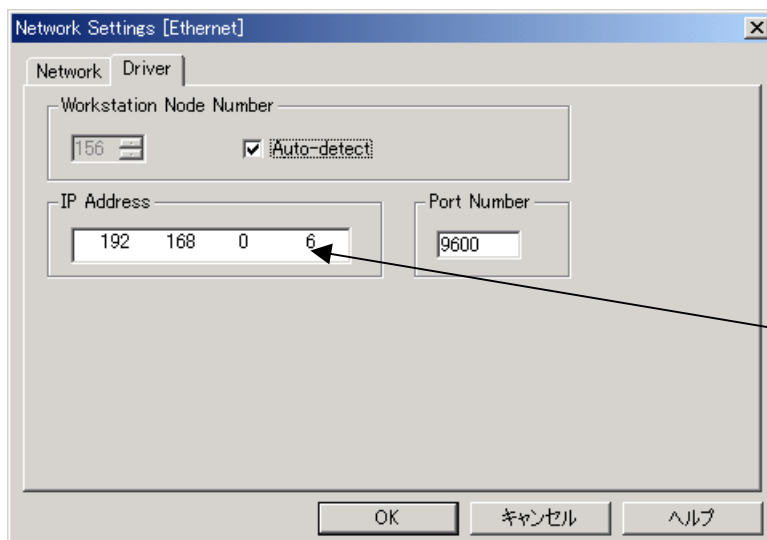 Network Settings [Ethernet]
Network Driver
Workstation Node Number
156 Auto-detect
IP Address Port Number
192 168 0 6 9600
OK キャンセル ヘルプ